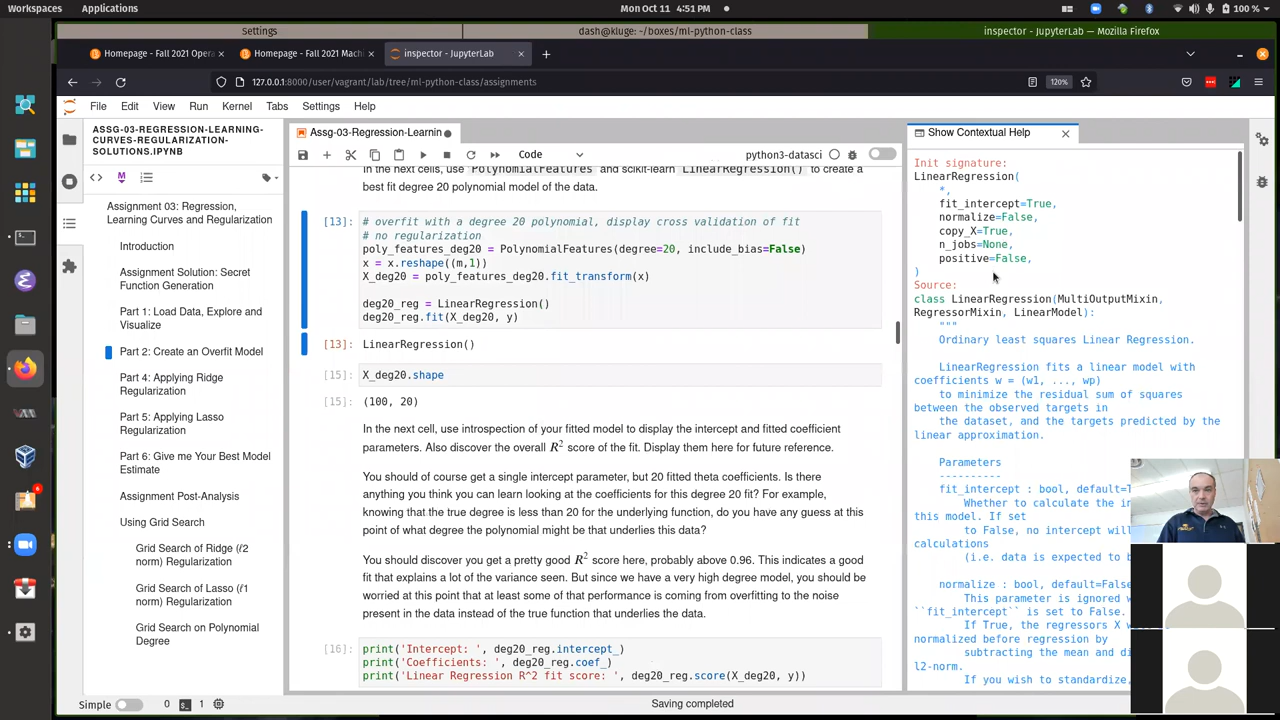 Workspaces Applications Mon Oct 11 4:51 PM 100 %
Settings dash@kluge: ~/boxes/ml-python-class inspector - JupyterLab — Mozilla Firefox
Homepage - Fall 2021 Opera Homepage - Fall 2021 Machi inspector - JupyterLab
127.0.0.1:8000/user/vagrant/lab/tree/ml-python-class/assignments 120%
File Edit View Run Kernel Tabs Settings Help
ASSG-03-REGRESSION-LEARNING-
CURVES-REGULARIZATION-
SOLUTIONS.IPYNB
Assignment 03: Regression,
Learning Curves and Regularization
Introduction
Assignment Solution: Secret
Function Generation
Part 1: Load Data, Explore and
Visualize
Part 2: Create an Overfit Model
Part 4: Applying Ridge
Regularization
Part 5: Applying Lasso
Regularization
Part 6: Give me Your Best Model
Estimate
Assignment Post-Analysis
Using Grid Search
Grid Search of Ridge (ℓ2
norm) Regularization
Grid Search of Lasso (ℓ1
norm) Regularization
Grid Search on Polynomial
Degree
Assg-03-Regression-Learnin
Code python3-datasci
In the next cells, use PolynomialFeatures and scikit-learn LinearRegression() to create a
best fit degree 20 polynomial model of the data.
[13]: # overfit with a degree 20 polynomial, display cross validation of fit
# no regularization
poly_features_deg20 = PolynomialFeatures(degree=20, include_bias=False)
x = x.reshape((m,1))
X_deg20 = poly_features_deg20.fit_transform(x)
deg20_reg = LinearRegression()
deg20_reg.fit(X_deg20, y)
[13]: LinearRegression()
[15]: X_deg20.shape
[15]: (100, 20)
In the next cell, use introspection of your fitted model to display the intercept and fitted coefficient
parameters. Also discover the overall R² score of the fit. Display them here for future reference.
You should of course get a single intercept parameter, but 20 fitted theta coefficients. Is there
anything you think you can learn looking at the coefficients for this degree 20 fit? For example,
knowing that the true degree is less than 20 for the underlying function, do you have any guess at this
point of what degree the polynomial might be that underlies this data?
You should discover you get a pretty good R² score here, probably above 0.96. This indicates a good
fit that explains a lot of the variance seen. But since we have a very high degree model, you should be
worried at this point that at least some of that performance is coming from overfitting to the noise
present in the data instead of the true function that underlies the data.
[16]: print('Intercept: ', deg20_reg.intercept_)
print('Coefficients: ', deg20_reg.coef_)
print('Linear Regression R^2 fit score: ', deg20_reg.score(X_deg20, y))
Show Contextual Help
Init signature:
LinearRegression(
*,
fit_intercept=True,
normalize=False,
copy_X=True,
n_jobs=None,
positive=False,
)
Source:
class LinearRegression(MultiOutputMixin,
RegressorMixin, LinearModel):
"""
Ordinary least squares Linear Regression.
LinearRegression fits a linear model with
coefficients w = (w1, ..., wp)
to minimize the residual sum of squares
between the observed targets in
the dataset, and the targets predicted by the
linear approximation.
Parameters
----------
fit_intercept : bool, default=T
Whether to calculate the in
this model. If set
to False, no intercept wil
calculations
(i.e. data is expected to b
normalize : bool, default=False
This parameter is ignored w
``fit_intercept`` is set to False.
If True, the regressors X w
normalized before regression by
subtracting the mean and di
l2-norm.
If you wish to standardize,
Simple 0 1 Saving completed